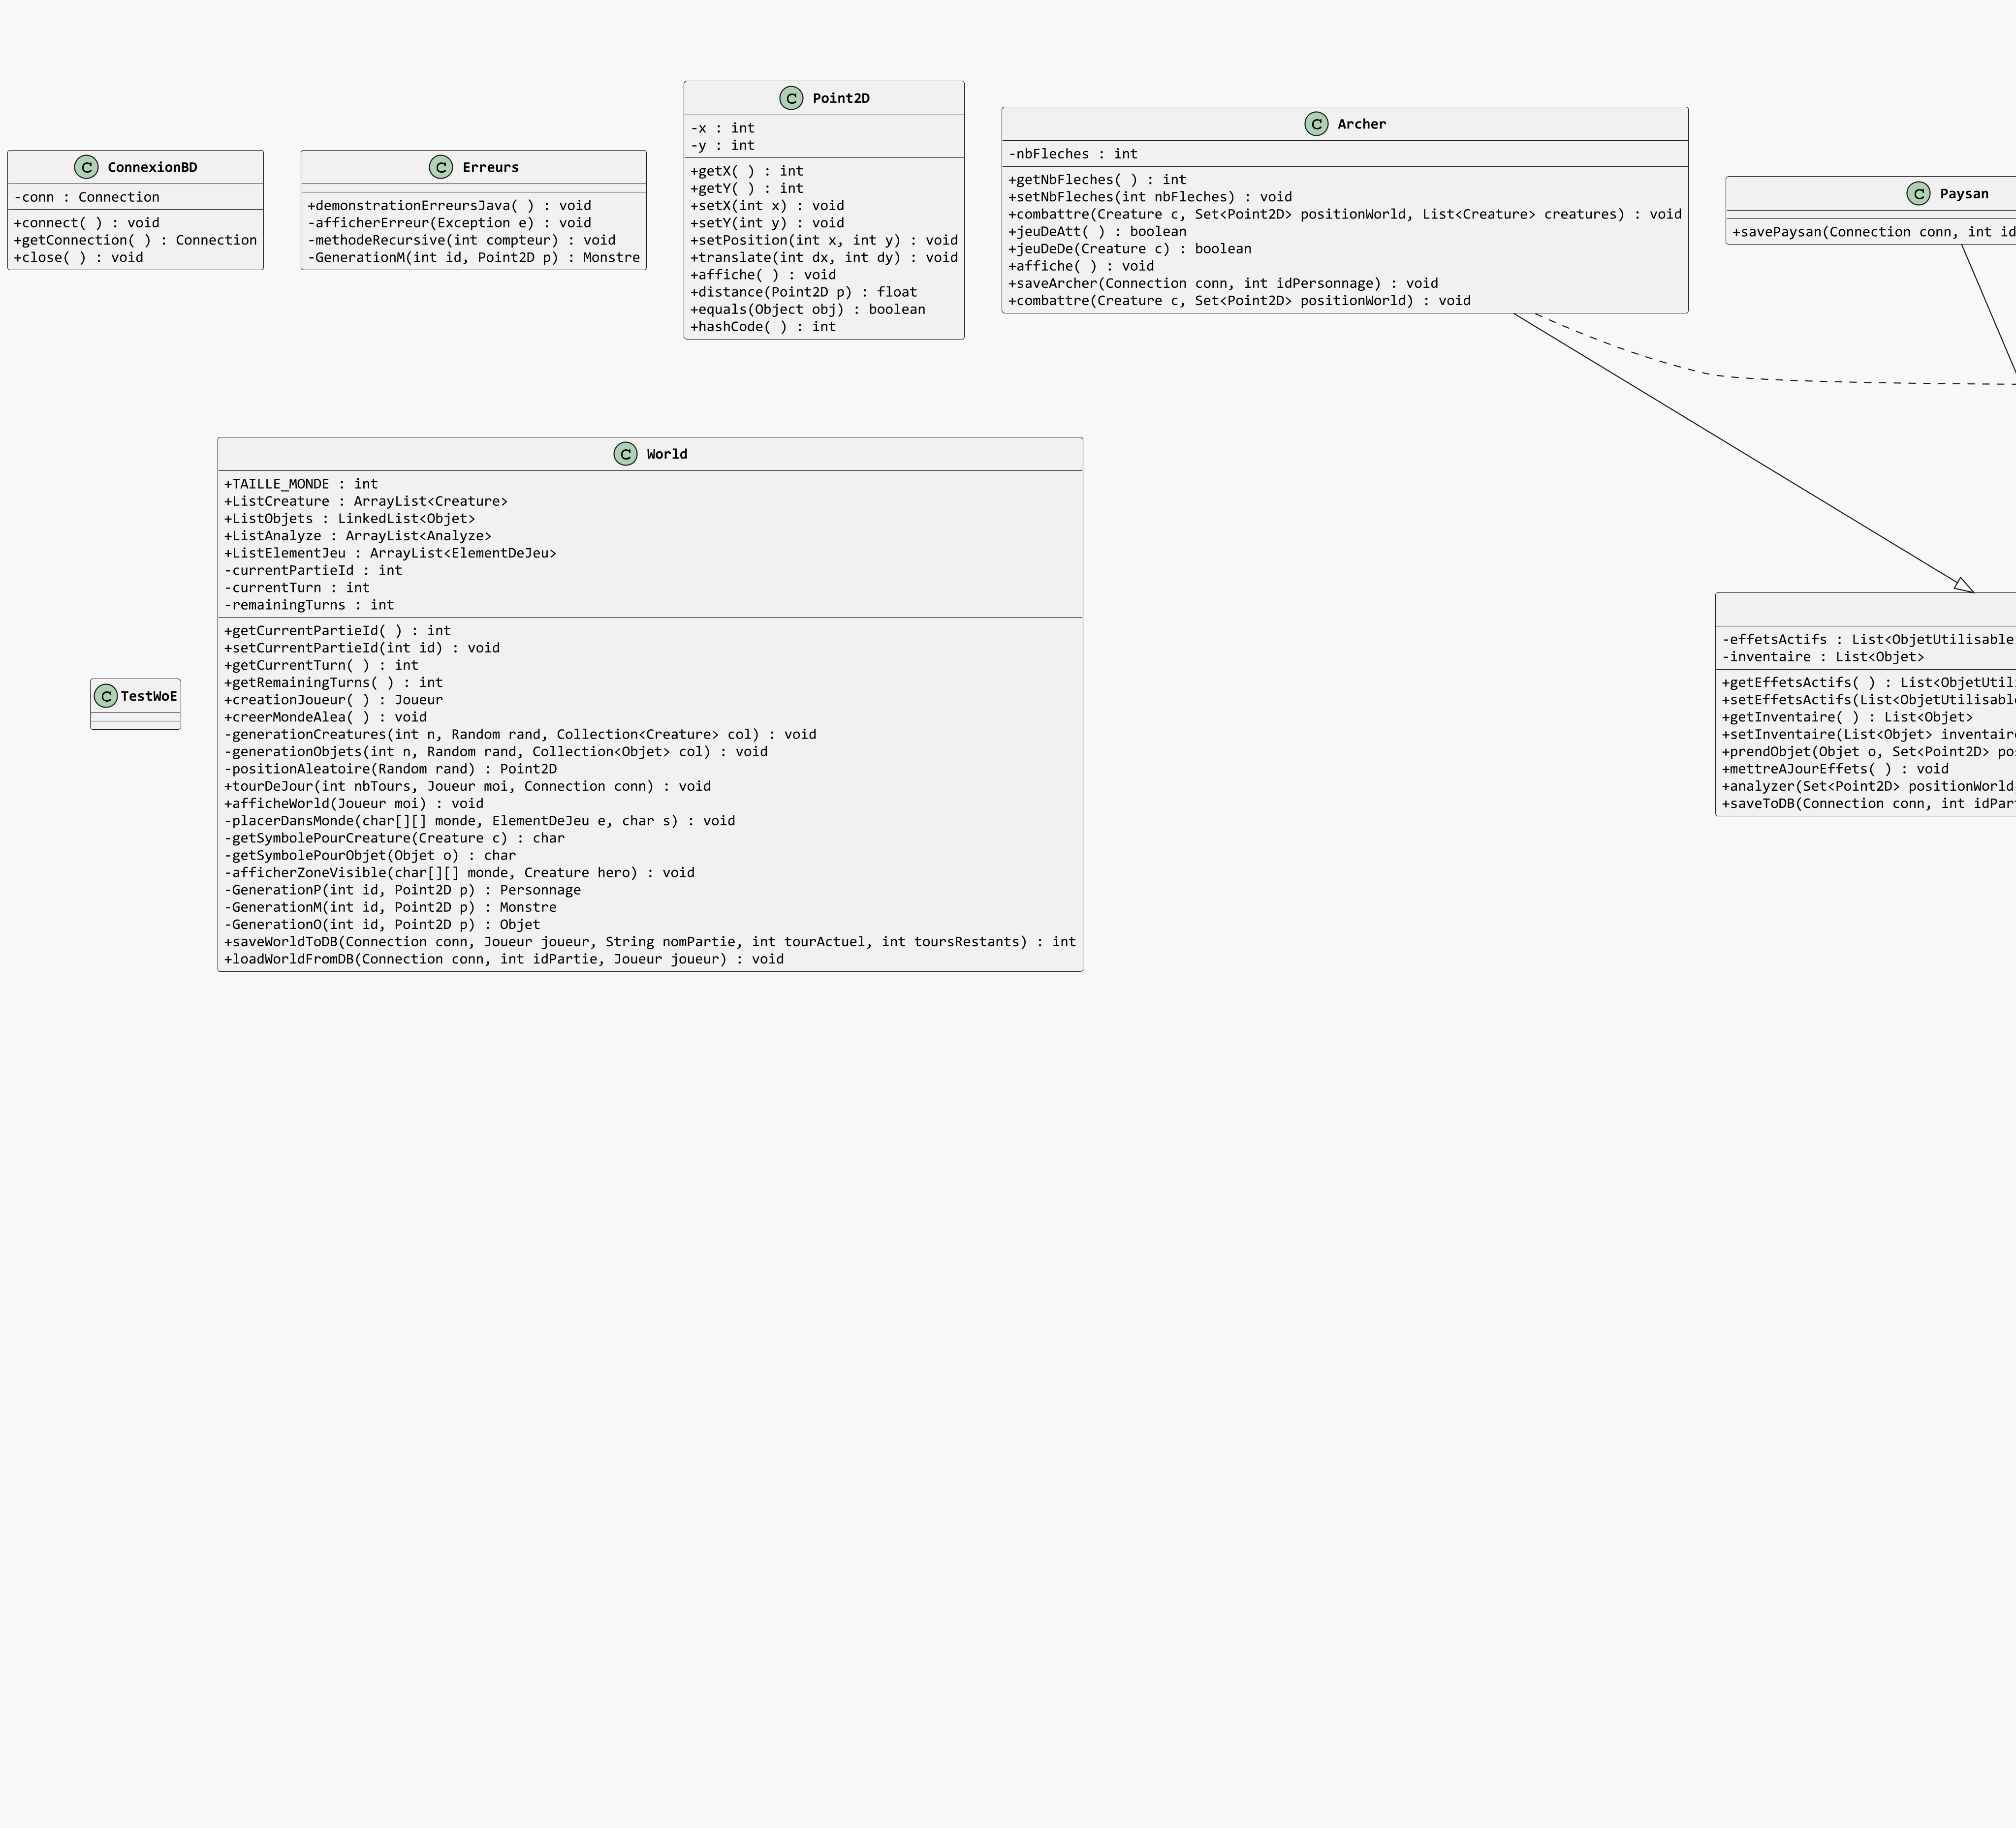 C ConnexionBD
-conn : Connection
+connect( ) : void
+getConnection( ) : Connection
+close( ) : void
C Erreurs
+demonstrationErreursJava( ) : void
-afficherErreur(Exception e) : void
-methodeRecursive(int compteur) : void
-GenerationM(int id, Point2D p) : Monstre
C Point2D
-x : int
-y : int
+getX( ) : int
+getY( ) : int
+setX(int x) : void
+setY(int y) : void
+setPosition(int x, int y) : void
+translate(int dx, int dy) : void
+affiche( ) : void
+distance(Point2D p) : float
+equals(Object obj) : boolean
+hashCode( ) : int
C Archer
-nbFleches : int
+getNbFleches( ) : int
+setNbFleches(int nbFleches) : void
+combattre(Creature c, Set<Point2D> positionWorld, List<Creature> creatures) : void
+jeuDeAtt( ) : boolean
+jeuDeDe(Creature c) : boolean
+affiche( ) : void
+saveArcher(Connection conn, int idPersonnage) : void
+combattre(Creature c, Set<Point2D> positionWorld) : void
C Paysan
+savePaysan(Connection conn, int id
C TestWoE
C World
+TAILLE_MONDE : int
+ListCreature : ArrayList<Creature>
+ListObjets : LinkedList<Objet>
+ListAnalyze : ArrayList<Analyze>
+ListElementJeu : ArrayList<ElementDeJeu>
-currentPartieId : int
-currentTurn : int
-remainingTurns : int
+getCurrentPartieId( ) : int
+setCurrentPartieId(int id) : void
+getCurrentTurn( ) : int
+getRemainingTurns( ) : int
+creationJoueur( ) : Joueur
+creerMondeAlea( ) : void
-generationCreatures(int n, Random rand, Collection<Creature> col) : void
-generationObjets(int n, Random rand, Collection<Objet> col) : void
-positionAleatoire(Random rand) : Point2D
+tourDeJour(int nbTours, Joueur moi, Connection conn) : void
+afficheWorld(Joueur moi) : void
-placerDansMonde(char[][] monde, ElementDeJeu e, char s) : void
-getSymbolePourCreature(Creature c) : char
-getSymbolePourObjet(Objet o) : char
-afficherZoneVisible(char[][] monde, Creature hero) : void
-GenerationP(int id, Point2D p) : Personnage
-GenerationM(int id, Point2D p) : Monstre
-GenerationO(int id, Point2D p) : Objet
+saveWorldToDB(Connection conn, Joueur joueur, String nomPartie, int tourActuel, int toursRestants) : int
+loadWorldFromDB(Connection conn, int idPartie, Joueur joueur) : void
-effetsActifs : List<ObjetUtilisable
-inventaire : List<Objet>
+getEffetsActifs( ) : List<ObjetUtili
+setEffetsActifs(List<ObjetUtilisable
+getInventaire( ) : List<Objet>
+setInventaire(List<Objet> inventaire
+prendObjet(Objet o, Set<Point2D> po
+mettreAJourEffets( ) : void
+analyzer(Set<Point2D> positionWorld
+saveToDB(Connection conn, int idPar